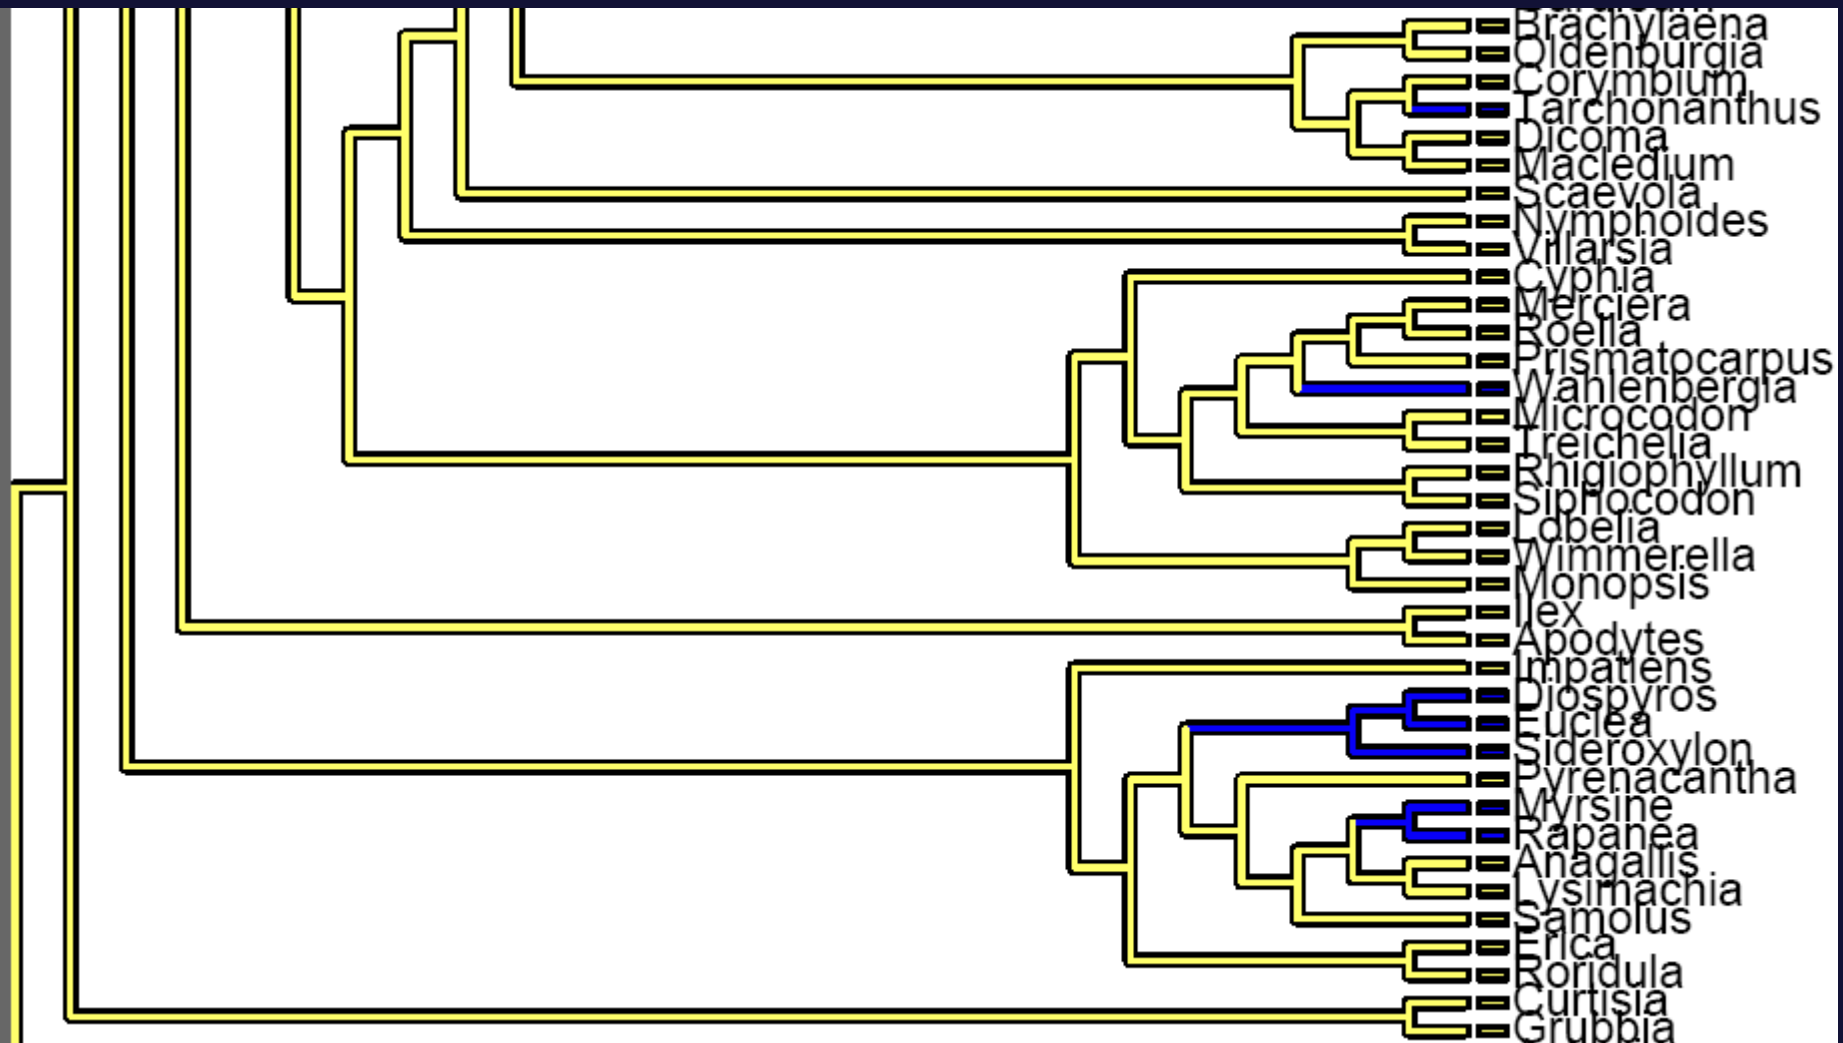 Brachylaena
Oldenburgia
Corymbium
Tarchonanthus
Dicoma
Macledium
Scaevola
Nymphoides
Villarsia
Cyphia
Merciera
Roella
Prismatocarpus
Wahlenbergia
Microcodon
Treichelia
Rhigiophyllum
Siphocodon
Lobelia
Wimmerella
Monopsis
Ilex
Apodytes
Impatiens
Diospyros
Euclea
Sideroxylon
Pyrenacantha
Myrsine
Rapanea
Anagallis
Lysimachia
Samolus
Erica
Roridula
Curtisia
Grubbia